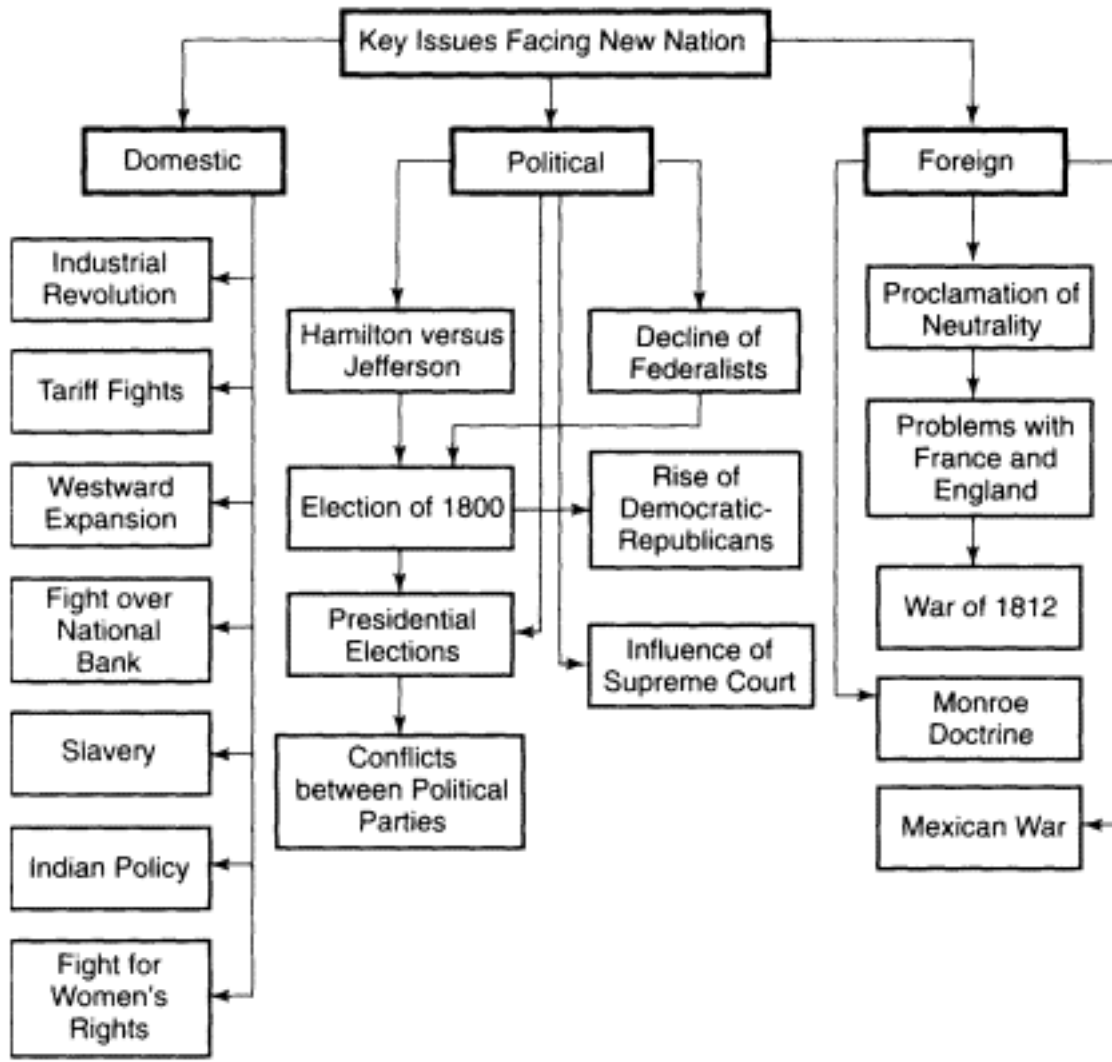 Key Issues Facing New Nation
Domestic
Political
Foreign
Industrial
Revolution
Tariff Fights
Westward
Expansion
Fight over
National
Bank
Slavery
Indian Policy
Fight for
Women's
Rights
Hamilton versus
Jefferson
Decline of
Federalists
Election of 1800
Rise of
Democratic-
Republicans
Presidential
Elections
Influence of
Supreme Court
Conflicts
between Political
Parties
Proclamation of
Neutrality
Problems with
France and
England
War of 1812
Monroe
Doctrine
Mexican War